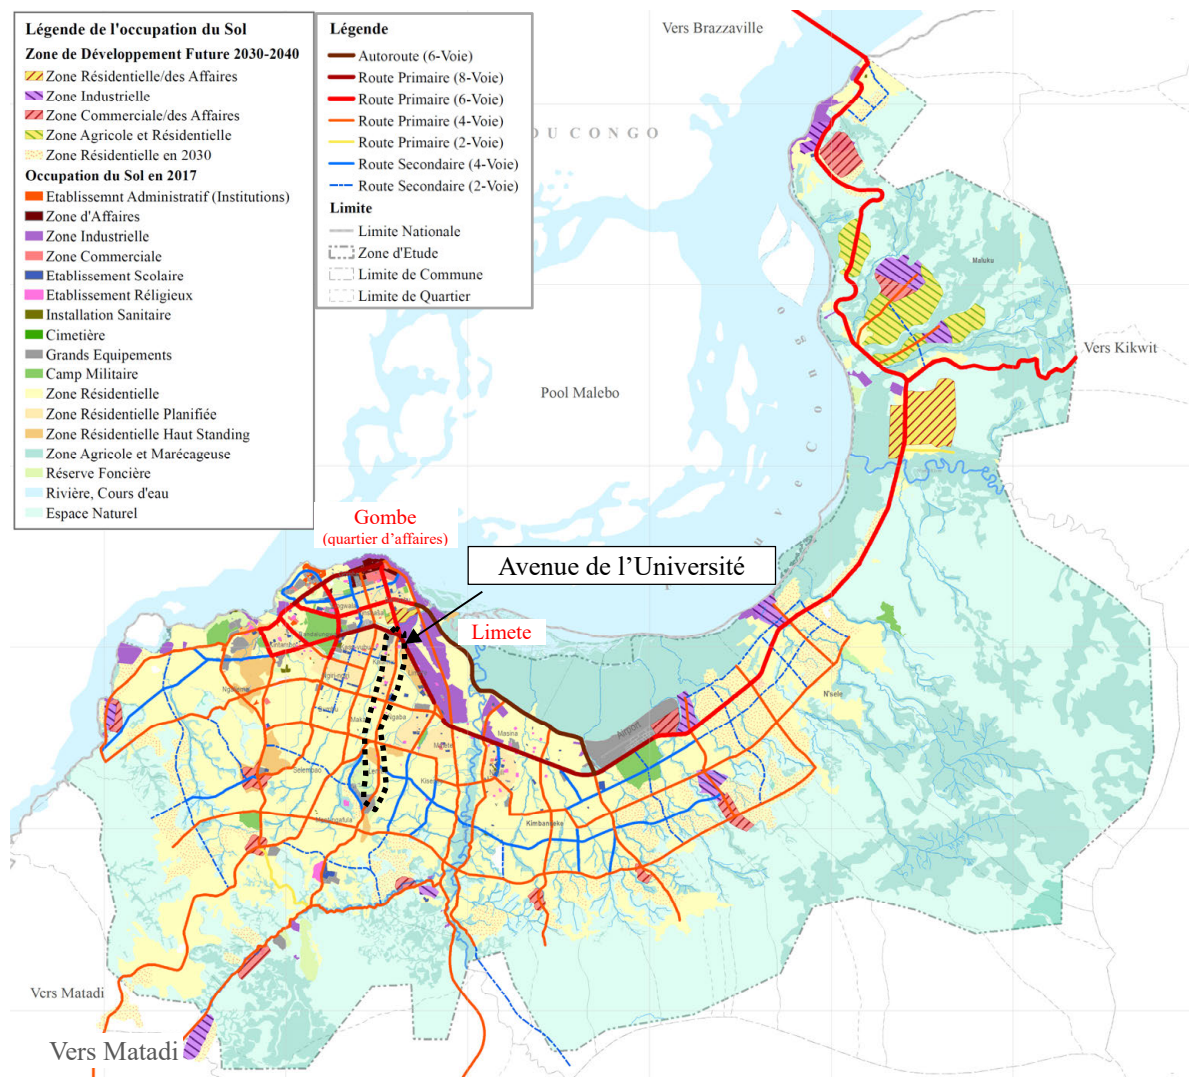 Légende de l'occupation du Sol
Zone de Développement Future 2030-2040
Zone Résidentielle/des Affaires
Zone Industrielle
Zone Commerciale/des Affaires
Zone Agricole et Résidentielle
Zone Résidentielle en 2030
Occupation du Sol en 2017
Etablissemnt Administratif (Institutions)
Zone d'Affaires
Zone Industrielle
Zone Commerciale
Etablissement Scolaire
Etablissement Réligieux
Installation Sanitaire
Cimetière
Grands Equipements
Camp Militaire
Zone Résidentielle
Zone Résidentielle Planifiée
Zone Résidentielle Haut Standing
Zone Agricole et Marécageuse
Réserve Foncière
Rivière, Cours d'eau
Espace Naturel
Légende
Autoroute (6-Voie)
Route Primaire (8-Voie)
Route Primaire (6-Voie)
Route Primaire (4-Voie)
Route Primaire (2-Voie)
Route Secondaire (4-Voie)
Route Secondaire (2-Voie)
Limite
Limite Nationale
Zone d'Etude
Limite de Commune
Limite de Quartier
Vers Brazzaville
DU CONGO
Maluku
Vers Kikwit
Pool Malebo
Gombe
(quartier d'affaires)
Avenue de l'Université
Limete
Airport
N'sele
Masina
Selembao
Kimbanseke
Vers Matadi
Vers Matadi